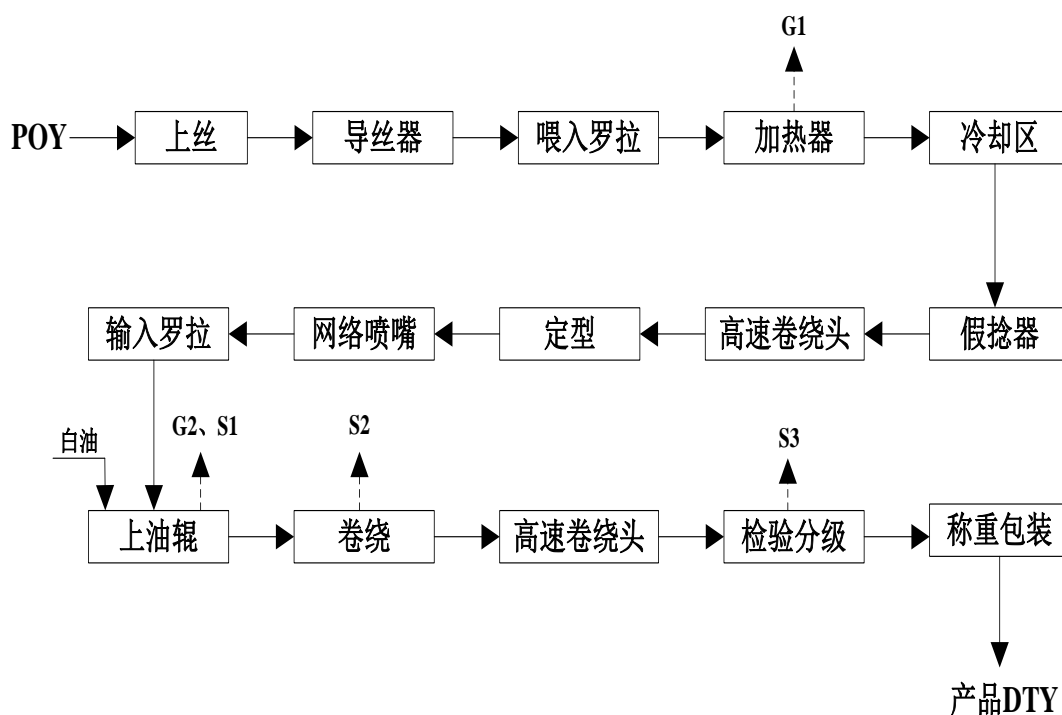 G1
POY
上丝
导丝器
喂入罗拉
加热器
冷却区
输入罗拉
网络喷嘴
定型
高速卷绕头
假捻器
白油
G2、S1
S2
S3
上油辊
卷绕
高速卷绕头
检验分级
称重包装
产品DTY